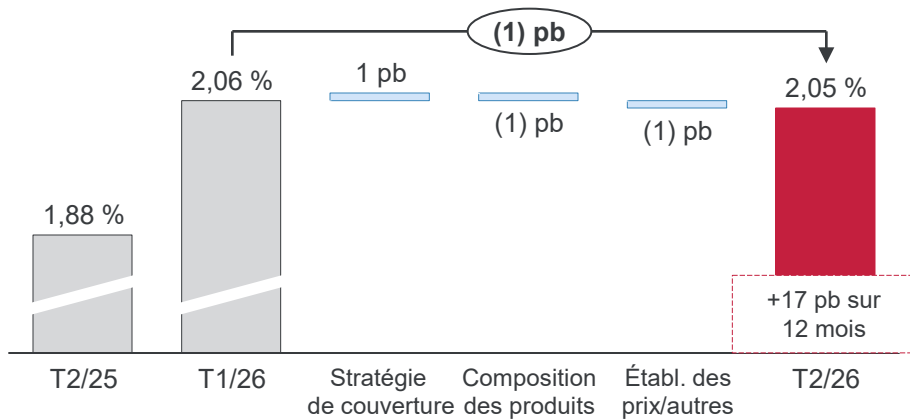 (1) pb
2,06 %
1 pb
(1) pb
(1) pb
2,05 %
1,88 %
+17 pb sur
12 mois
T2/25
T1/26
Stratégie
de couverture
Composition
des produits
Établ. des
prix/autres
T2/26